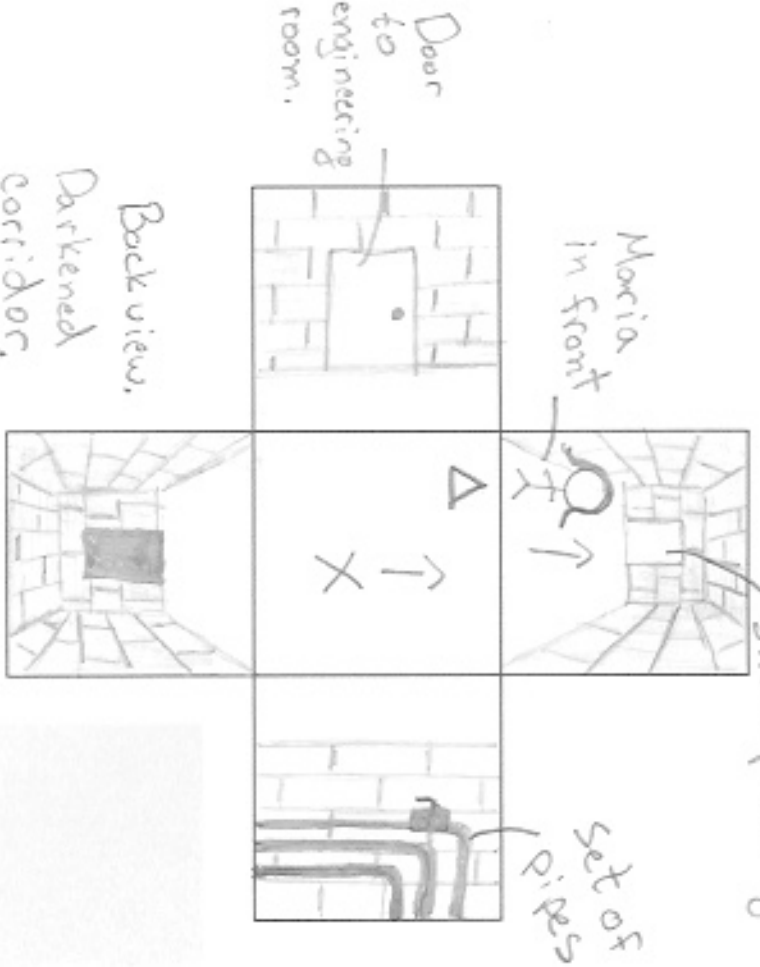 Door
to
engineering
room.
Maria
in front
Back view.
Darkened
corridor.
X
Set of
pipes